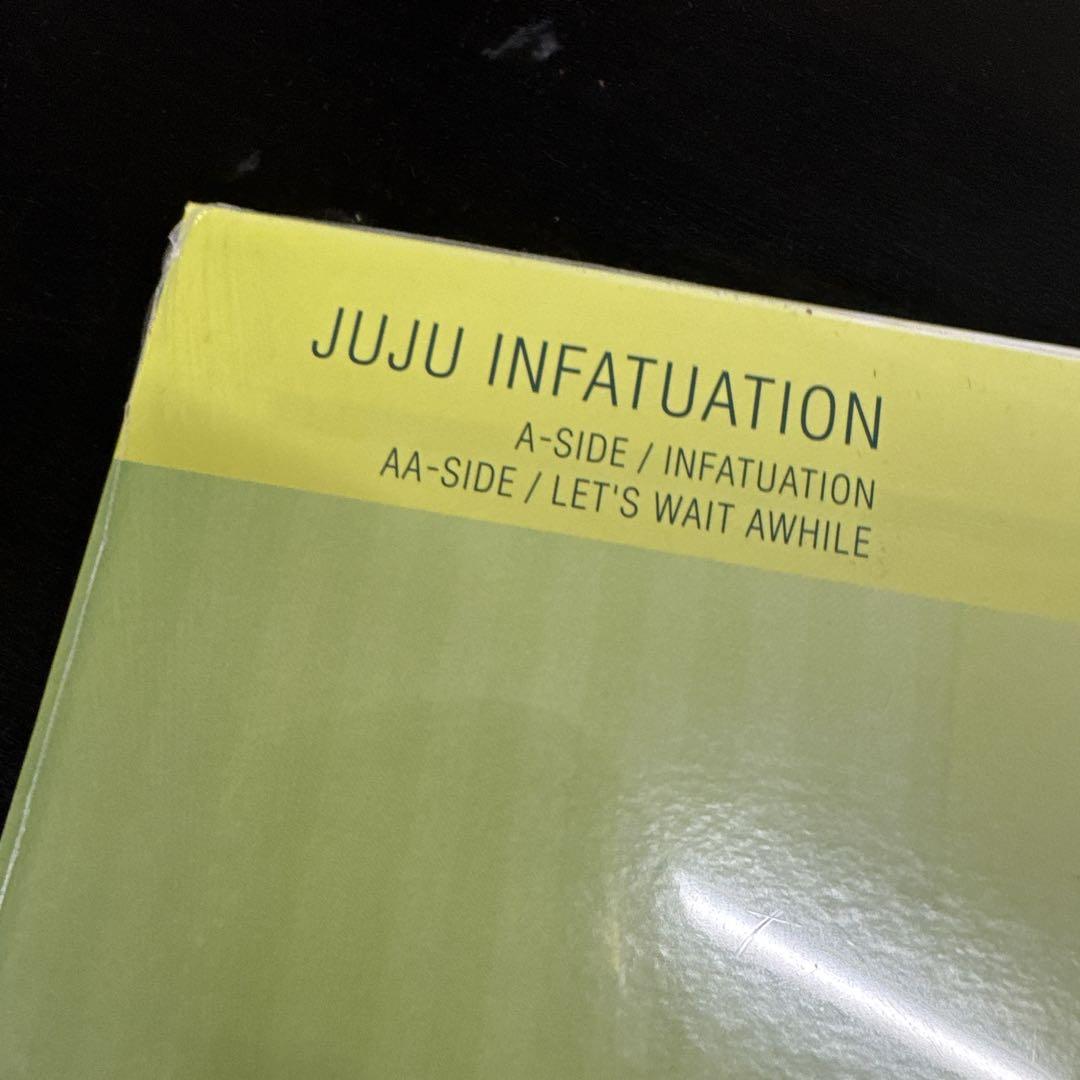 JUJU INFATUATION
A-SIDE / INFATUATION
AA-SIDE / LET'S WAIT AWHILE